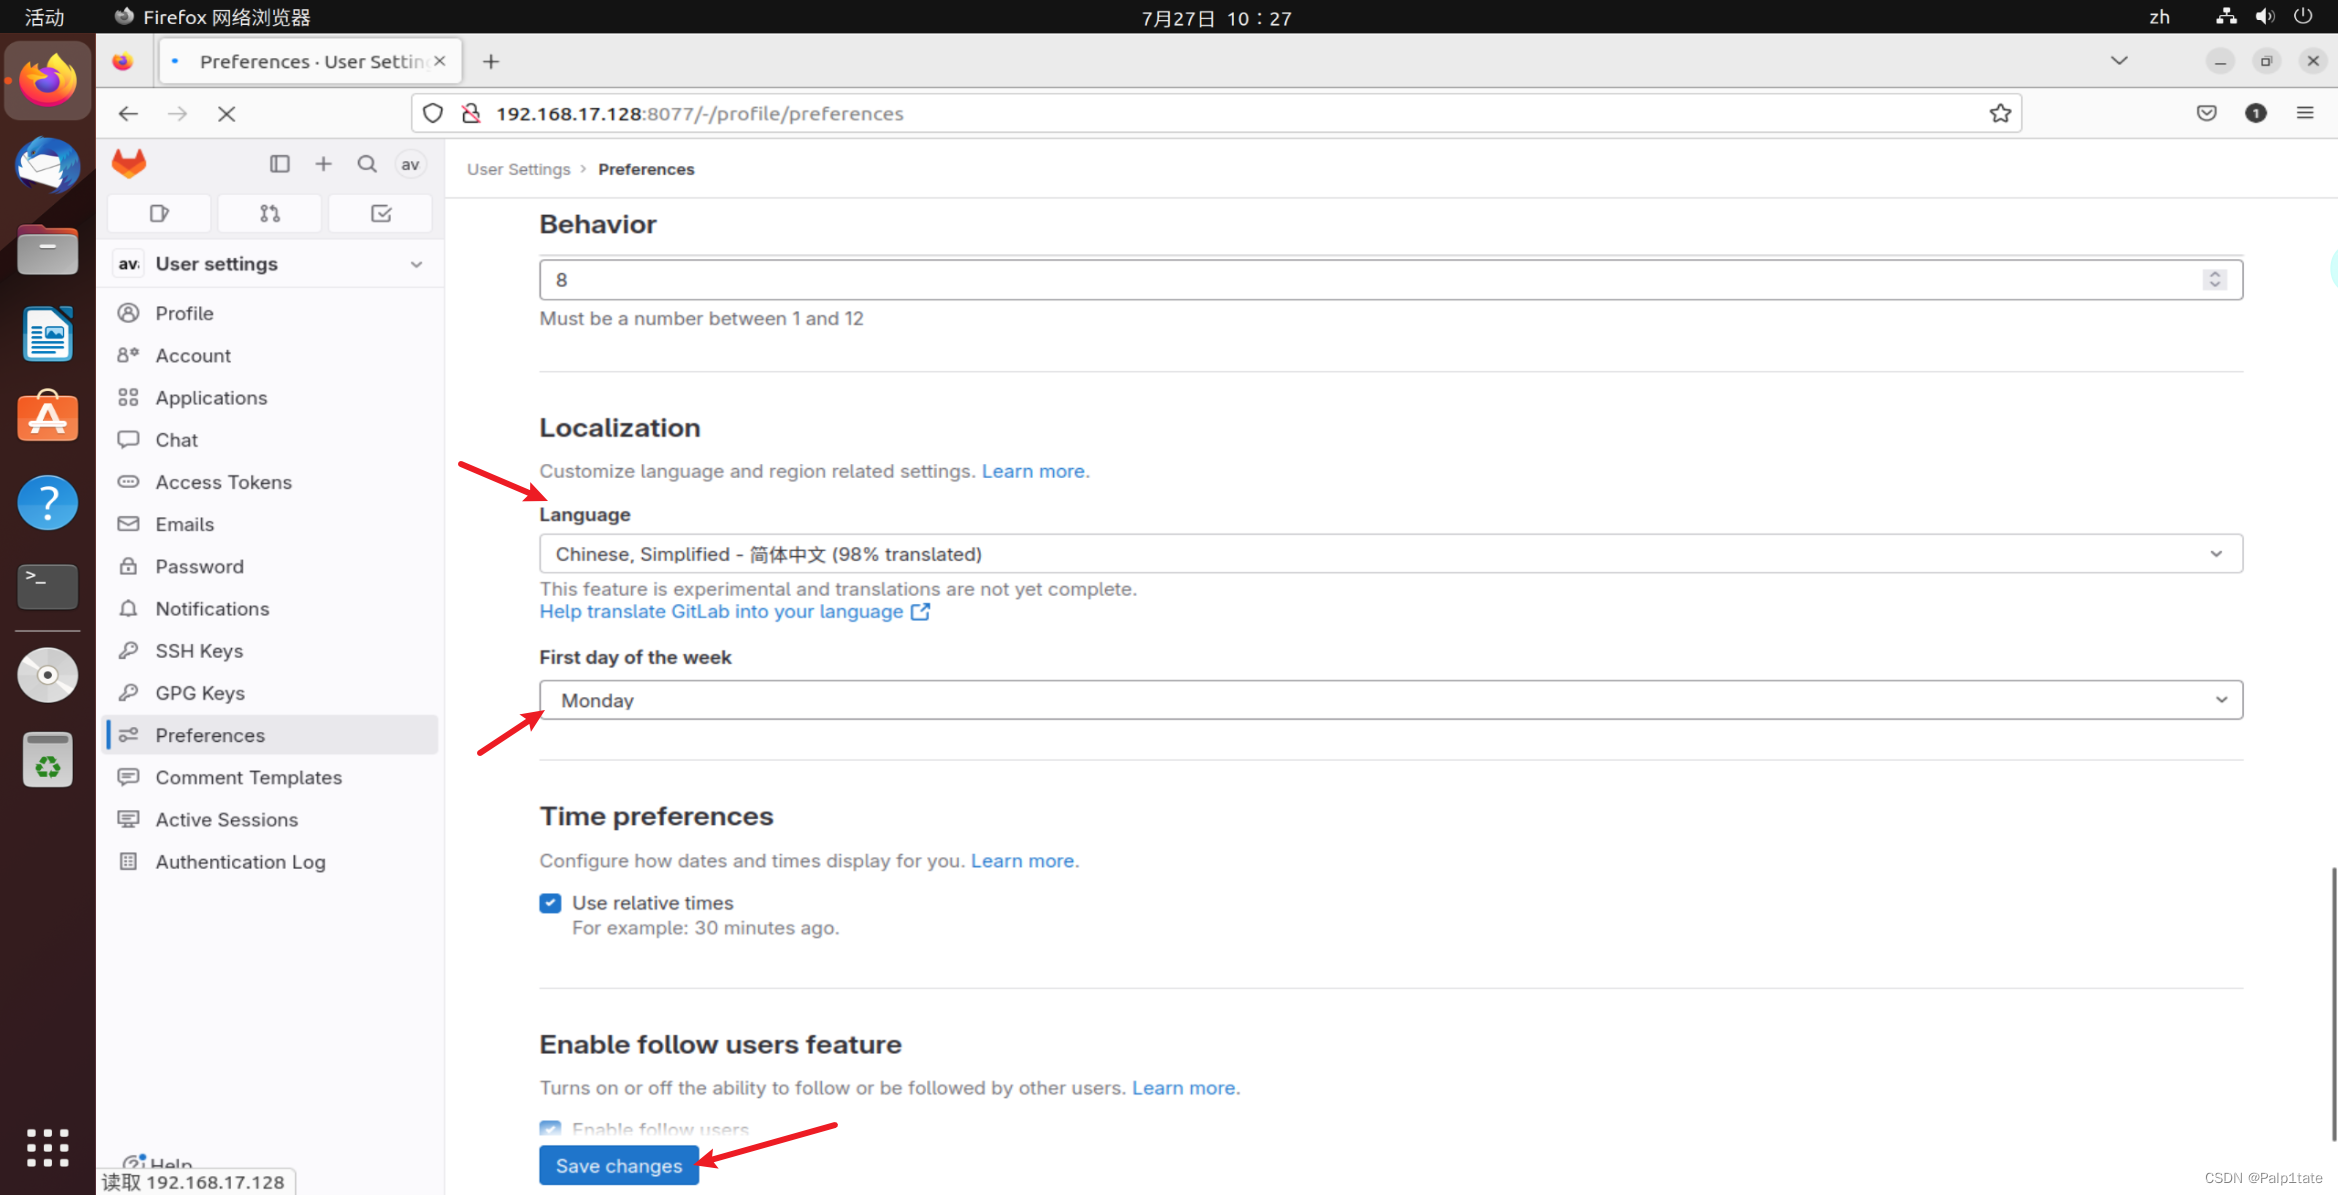 活动
Firefox 网络浏览器
7月27日 10：27
zh
Preferences · User Settin
192.168.17.128:8077/-/profile/preferences
1
av
User Settings › Preferences
av User settings
Profile
Account
Applications
Chat
Access Tokens
Emails
Password
Notifications
SSH Keys
GPG Keys
Preferences
Comment Templates
Active Sessions
Authentication Log
Help
读取 192.168.17.128
Behavior
8
Must be a number between 1 and 12
Localization
Customize language and region related settings. Learn more.
Language
Chinese, Simplified - 简体中文 (98% translated)
This feature is experimental and translations are not yet complete.
Help translate GitLab into your language
First day of the week
Monday
Time preferences
Configure how dates and times display for you. Learn more.
Use relative times
For example: 30 minutes ago.
Enable follow users feature
Turns on or off the ability to follow or be followed by other users. Learn more.
Enable follow users
Save changes
CSDN @Palp1tate